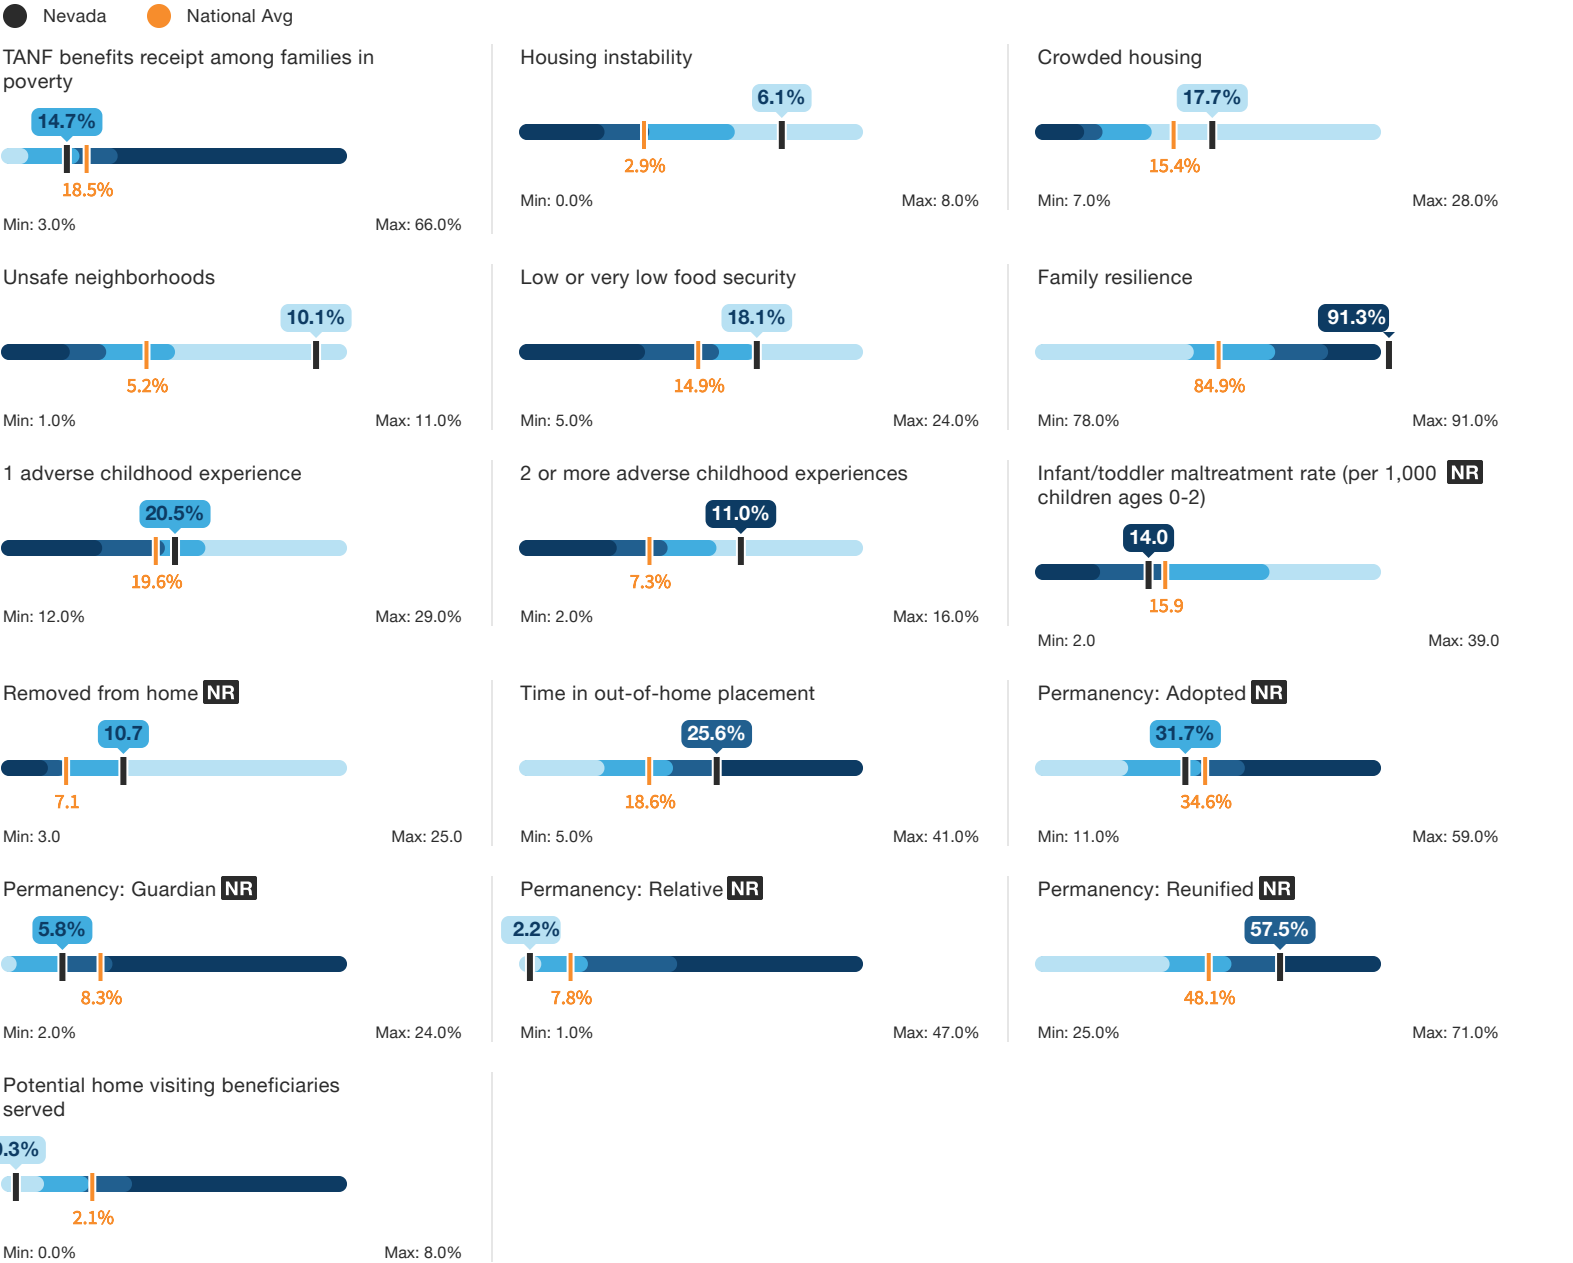 Nevada
National Avg
TANF benefits receipt among families in
poverty
14.7%
18.5%
Min: 3.0%
Max: 66.0%
Housing instability
6.1%
2.9%
Min: 0.0%
Max: 8.0%
Crowded housing
17.7%
15.4%
Min: 7.0%
Max: 28.0%
Unsafe neighborhoods
10.1%
5.2%
Min: 1.0%
Max: 11.0%
Low or very low food security
18.1%
14.9%
Min: 5.0%
Max: 24.0%
Family resilience
91.3%
84.9%
Min: 78.0%
Max: 91.0%
1 adverse childhood experience
20.5%
19.6%
Min: 12.0%
Max: 29.0%
2 or more adverse childhood experiences
11.0%
7.3%
Min: 2.0%
Max: 16.0%
Infant/toddler maltreatment rate (per 1,000 NR
children ages 0-2)
14.0
15.9
Min: 2.0
Max: 39.0
Removed from home NR
10.7
7.1
Min: 3.0
Max: 25.0
Time in out-of-home placement
25.6%
18.6%
Min: 5.0%
Max: 41.0%
Permanency: Adopted NR
31.7%
34.6%
Min: 11.0%
Max: 59.0%
Permanency: Guardian NR
5.8%
8.3%
Min: 2.0%
Max: 24.0%
Permanency: Relative NR
2.2%
7.8%
Min: 1.0%
Max: 47.0%
Permanency: Reunified NR
57.5%
48.1%
Min: 25.0%
Max: 71.0%
Potential home visiting beneficiaries
served
.3%
2.1%
Min: 0.0%
Max: 8.0%